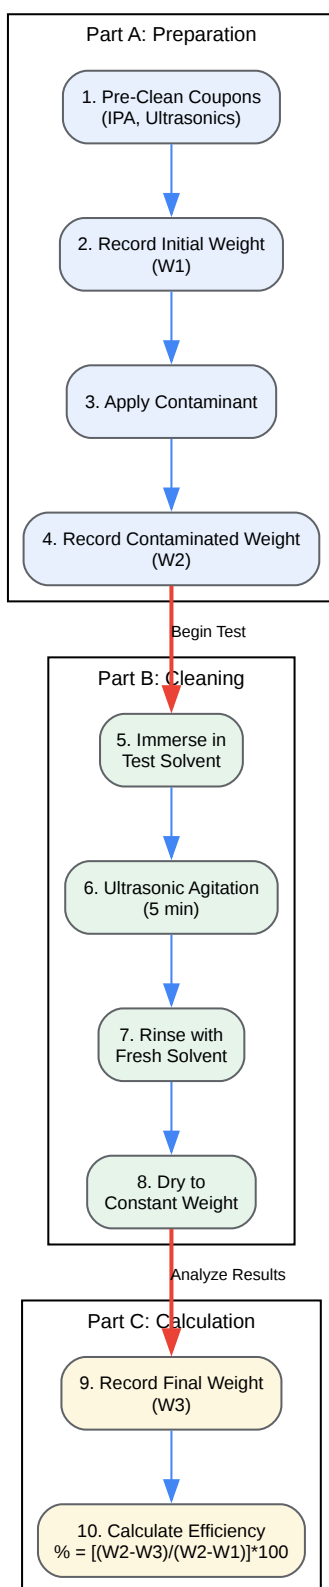 Part A: Preparation
1. Pre-Clean Coupons
(IPA, Ultrasonics)
2. Record Initial Weight
(W1)
3. Apply Contaminant
4. Record Contaminated Weight
(W2)
Begin Test
Part B: Cleaning
5. Immerse in
Test Solvent
6. Ultrasonic Agitation
(5 min)
7. Rinse with
Fresh Solvent
8. Dry to
Constant Weight
Analyze Results
Part C: Calculation
9. Record Final Weight
(W3)
10. Calculate Efficiency
% = [(W2-W3)/(W2-W1)]*100